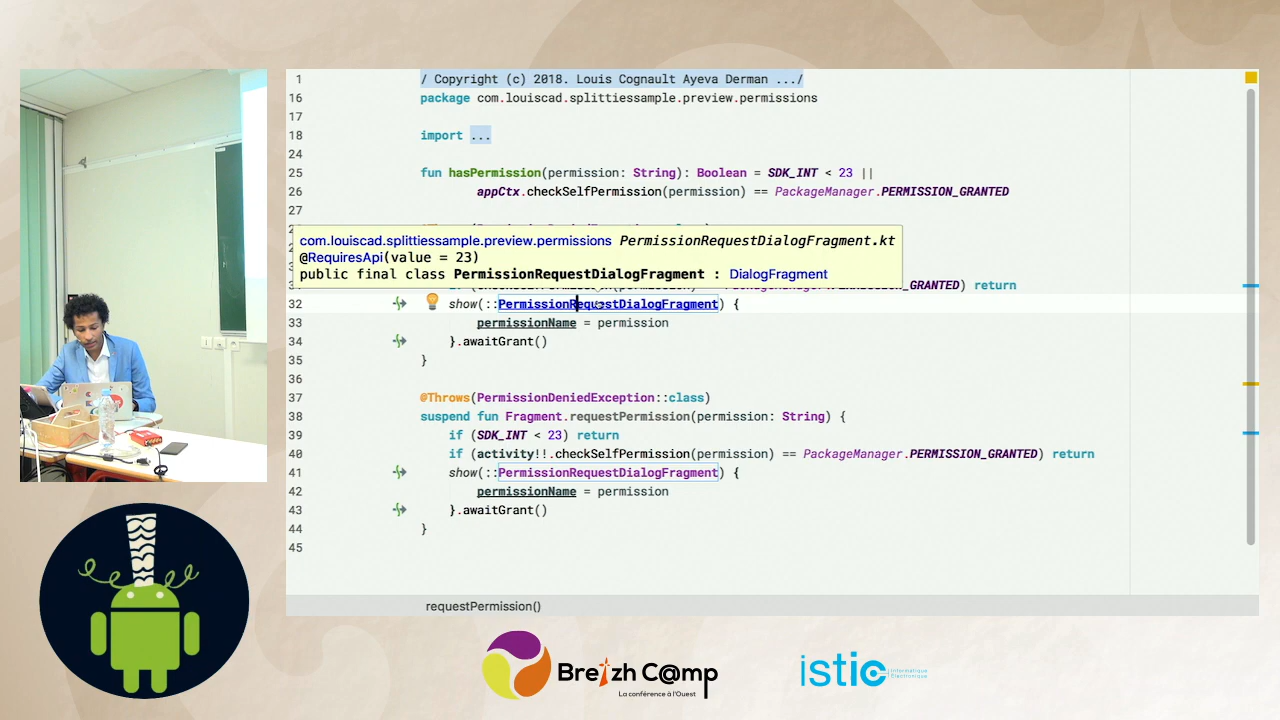 1 / Copyright (c) 2018. Louis Cognault Ayeva Derman .../
16 package com.louiscad.splittiessample.preview.permissions
17
18 import ...
24
25 fun hasPermission(permission: String): Boolean = SDK_INT < 23 ||
26 appCtx.checkSelfPermission(permission) == PackageManager.PERMISSION_GRANTED
27
com.louiscad.splittiessample.preview.permissions PermissionRequestDialogFragment.kt
@RequiresApi(value = 23)
public final class PermissionRequestDialogFragment : DialogFragment
GRANTED) return
32 show(::PermissionRequestDialogFragment) {
33 permissionName = permission
34 }.awaitGrant()
35 }
36
37 @Throws(PermissionDeniedException::class)
38 suspend fun Fragment.requestPermission(permission: String) {
39 if (SDK_INT < 23) return
40 if (activity!!.checkSelfPermission(permission) == PackageManager.PERMISSION_GRANTED) return
41 show(::PermissionRequestDialogFragment) {
42 permissionName = permission
43 }.awaitGrant()
44 }
45
requestPermission()
Breizh C@mp
La conférence à l'Ouest
istic Informatique Électronique